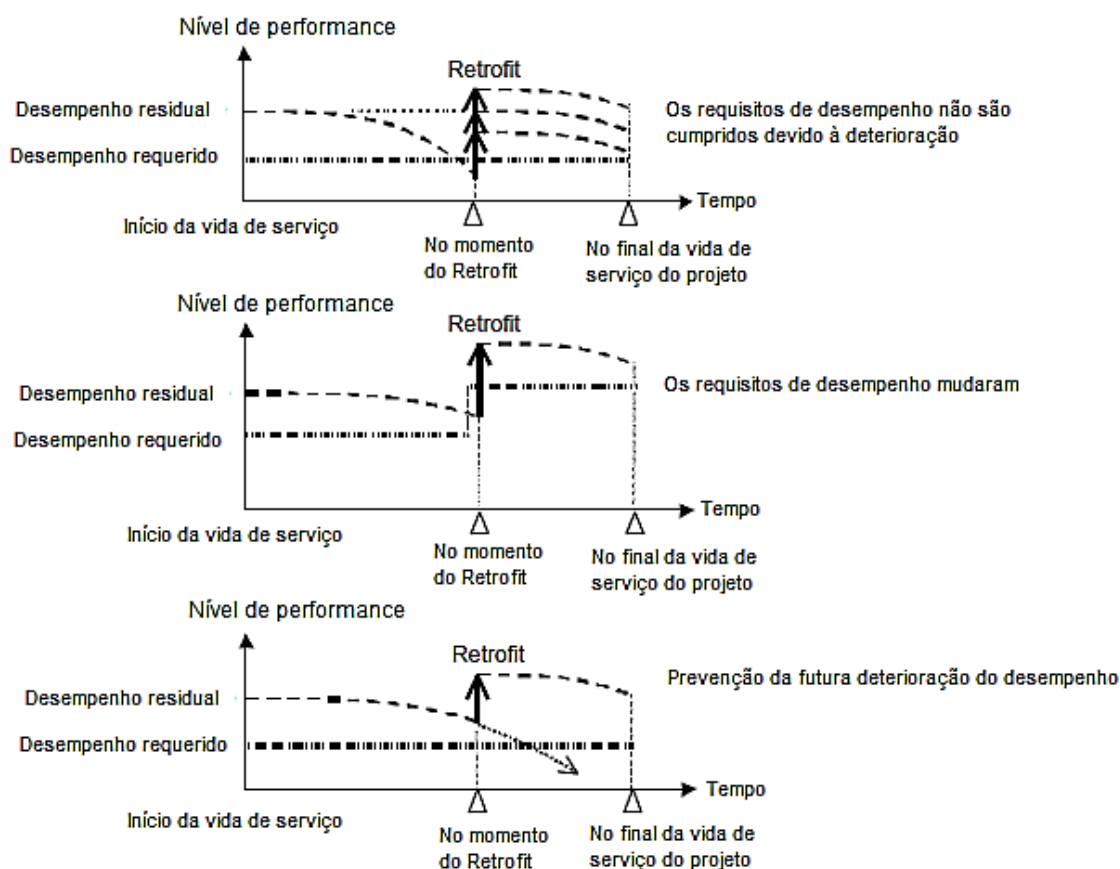 Nível de performance
Retrofit
Desempenho residual
Os requisitos de desempenho não são
cumpridos devido à deterioração
Desempenho requerido
Tempo
Início da vida de serviço
No momento
do Retrofit
No final da vida de
serviço do projeto
Nível de performance
Retrofit
Desempenho residual
Os requisitos de desempenho mudaram
Desempenho requerido
Tempo
Início da vida de serviço
No momento
do Retrofit
No final da vida de
serviço do projeto
Nível de performance
Retrofit
Prevenção da futura deterioração do desempenho
Desempenho residual
Desempenho requerido
Tempo
Início da vida de serviço
No momento
do Retrofit
No final da vida de
serviço do projeto